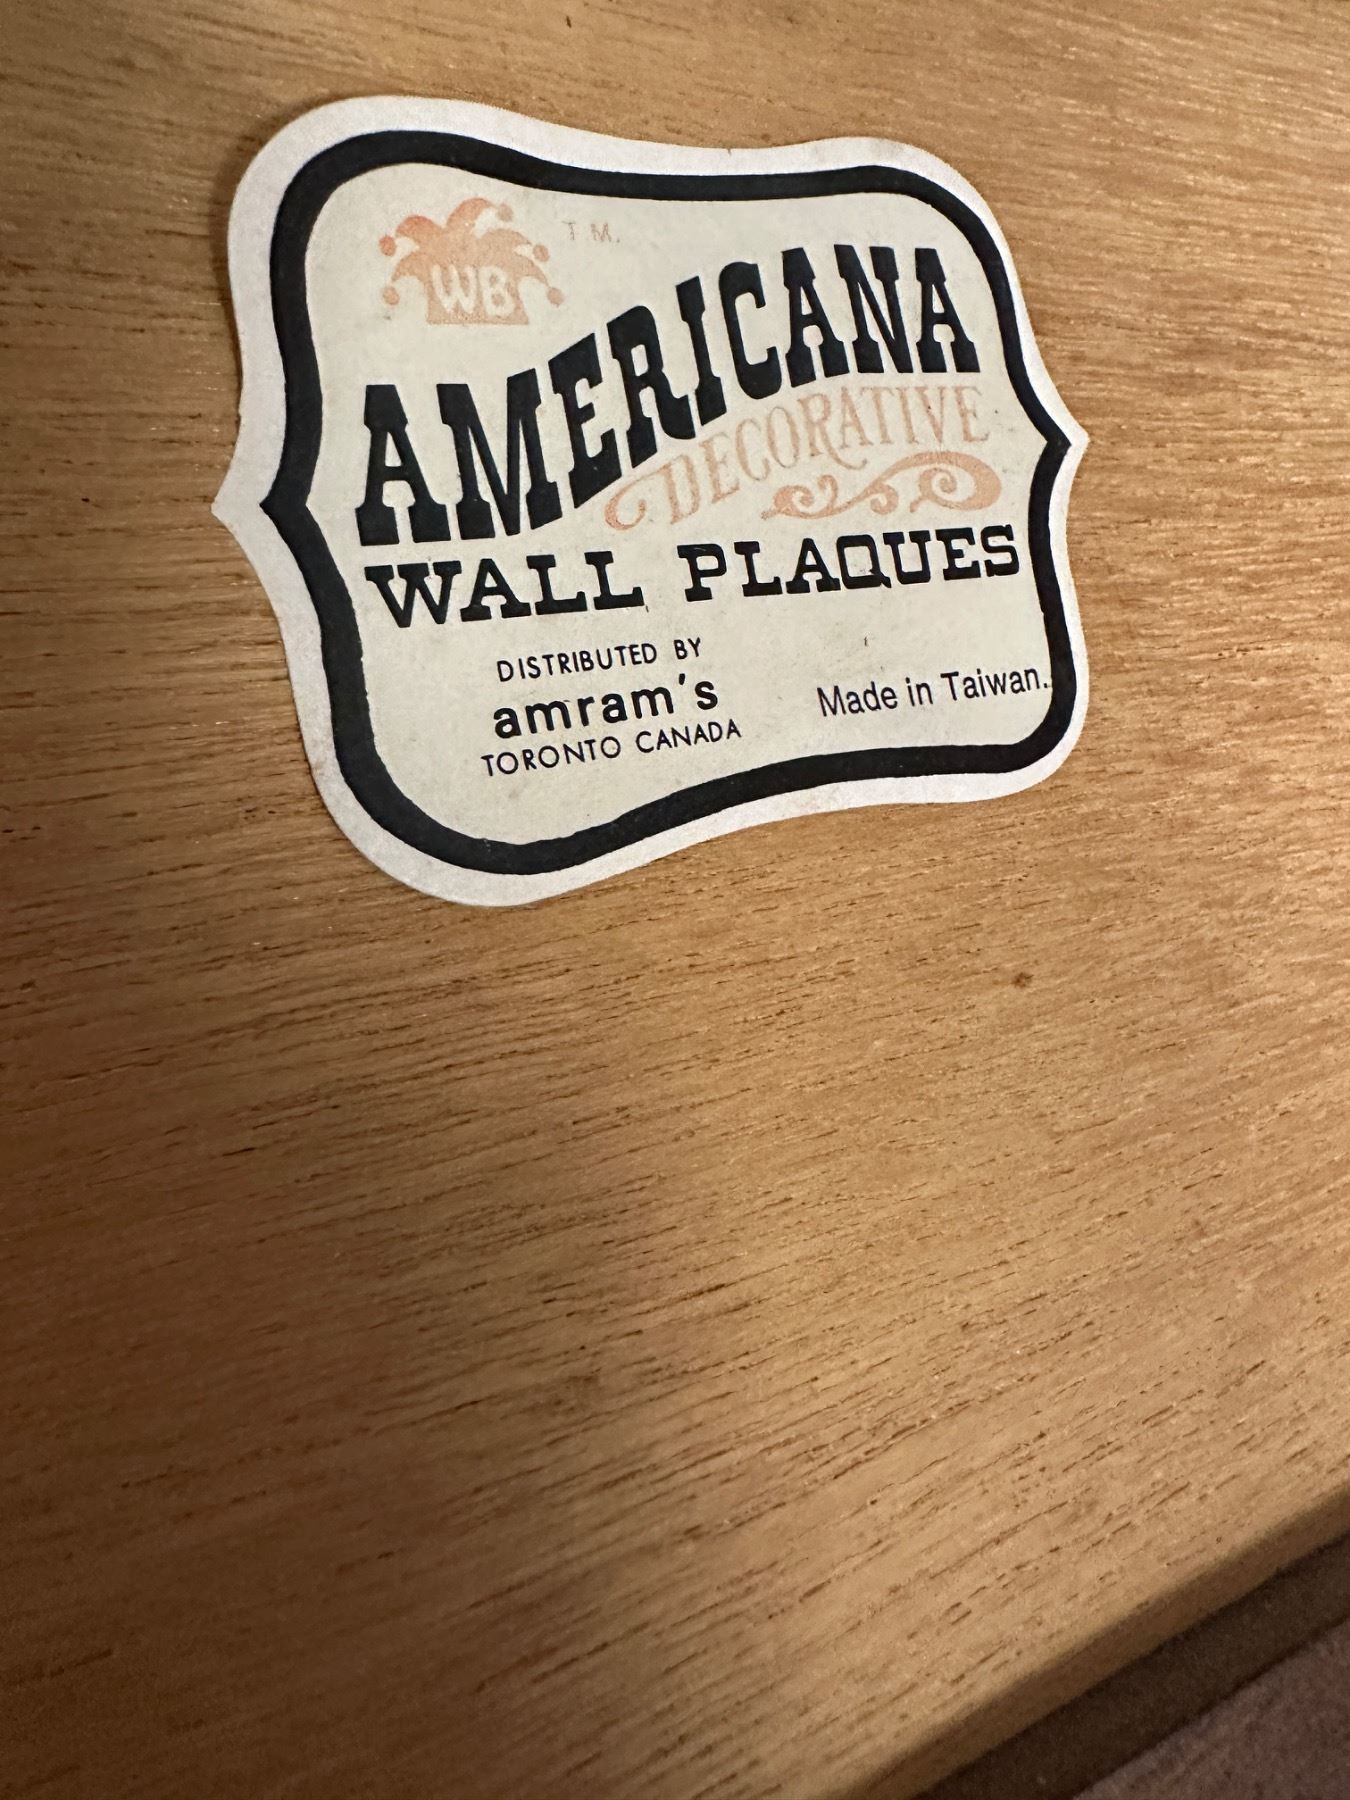 WB
T.M.
AMERICANA
DECORATIVE
WALL PLAQUES
DISTRIBUTED BY
amram's
TORONTO CANADA
Made in Taiwan.